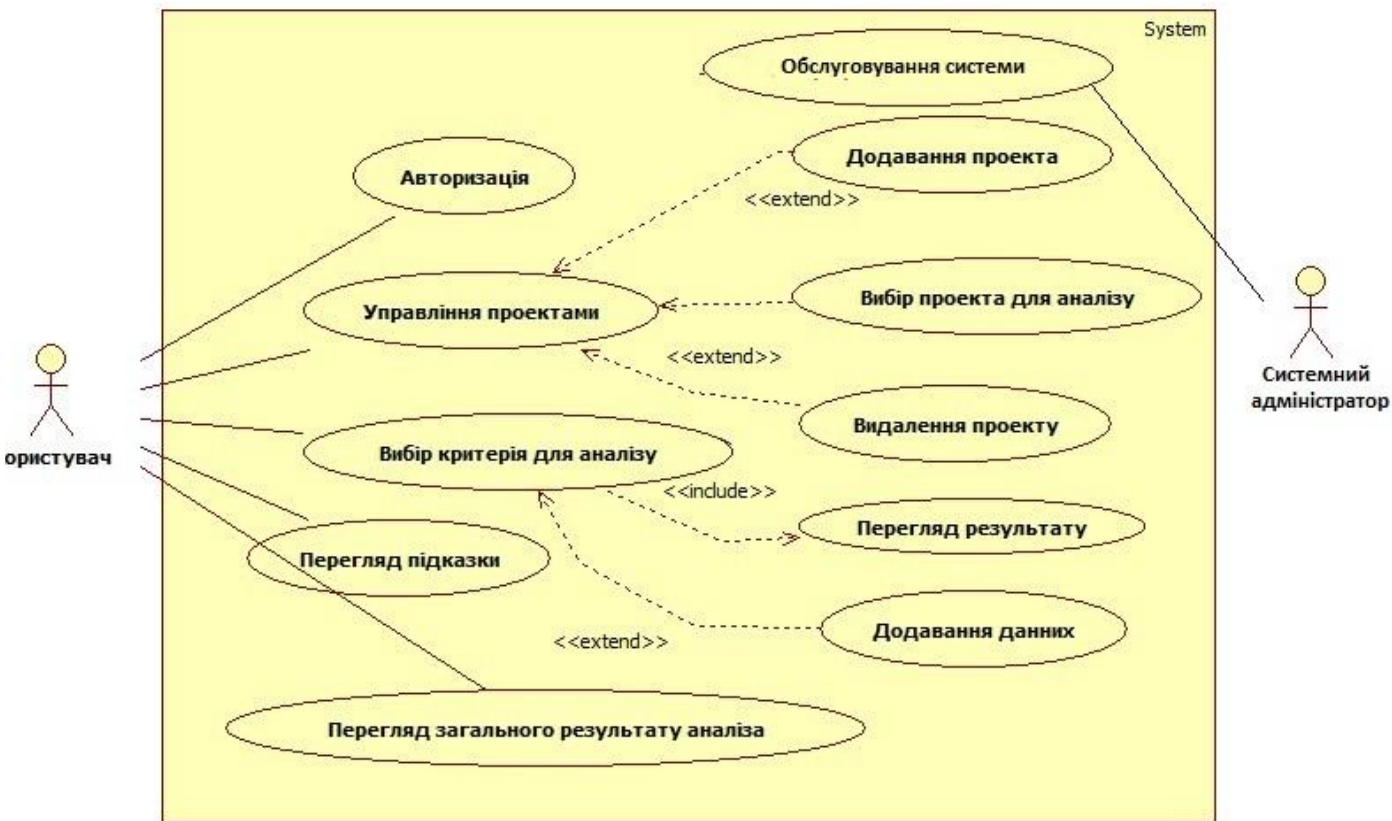 System
Обслуговування системи
Додавання проекта
Авторизація
<<extend>>
Вибір проекта для аналізу
Управління проектами
<<extend>>
Системний
адміністратор
Видалення проекту
Вибір критерія для аналізу
ористувач
<<include>>
Перегляд результату
Перегляд підказки
Додавання данних
<<extend>>
Перегляд загального результату аналіза